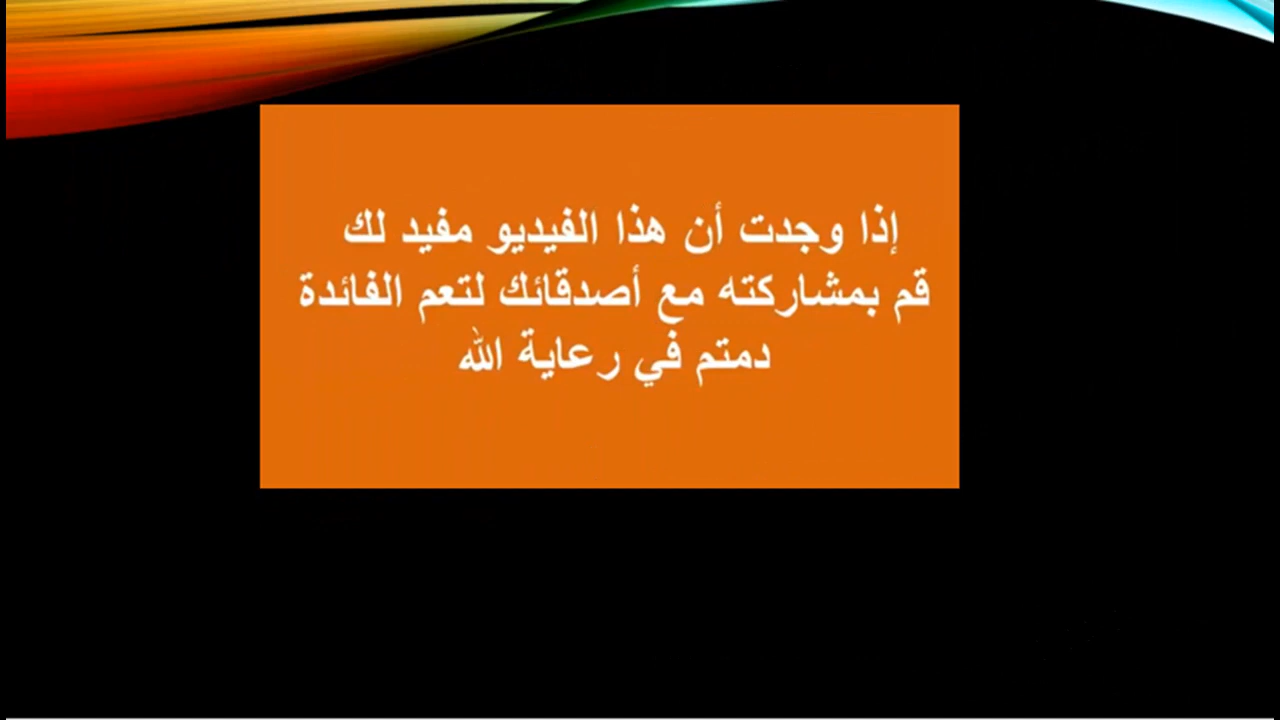 إذا وجدت أن هذا الفيديو مفيد لك
قم بمشاركته مع أصدقائك لتعم الفائدة
دمتم في رعاية الله